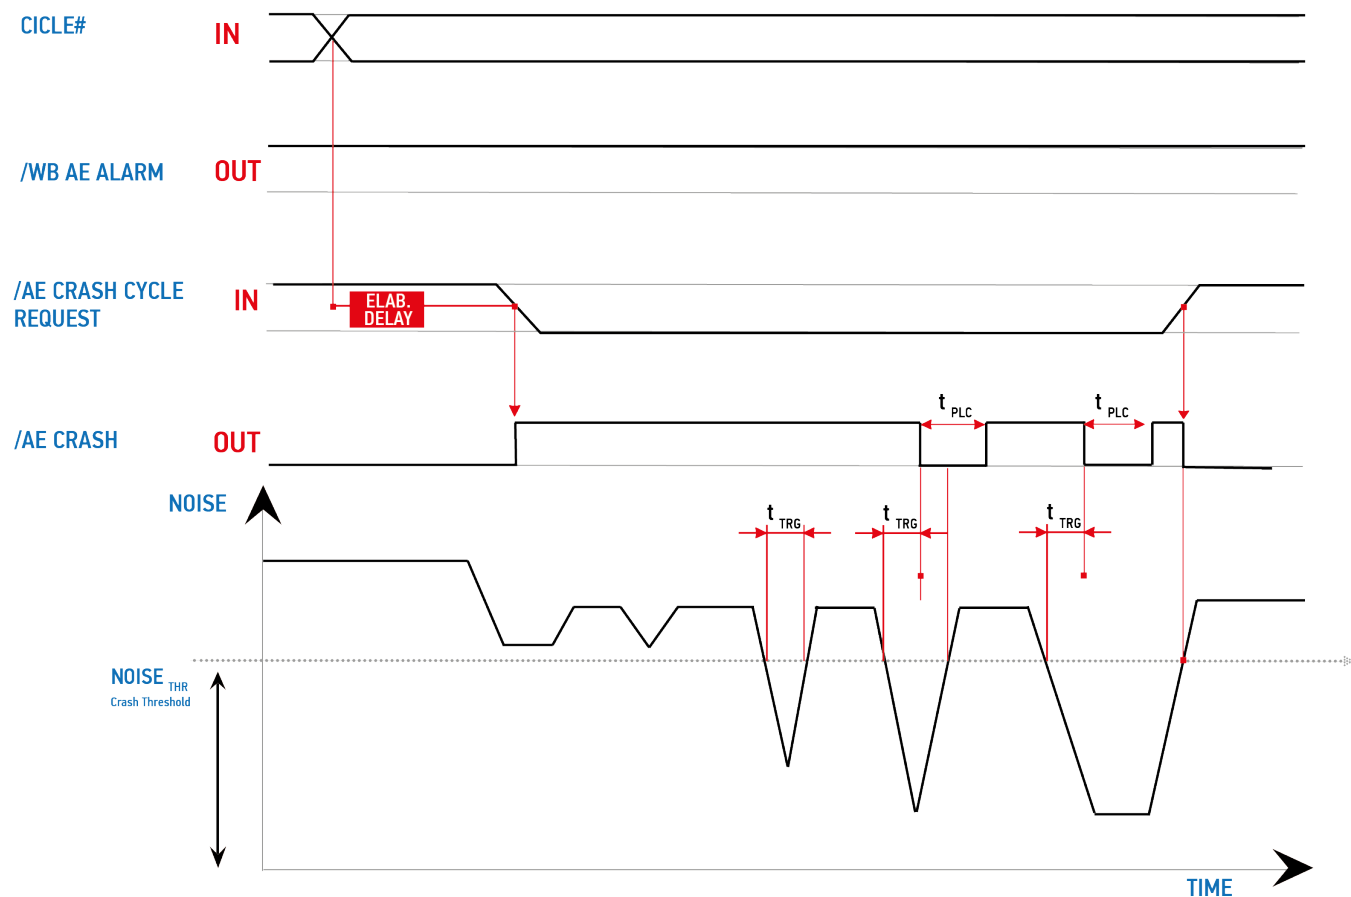 CICLE#
IN
/WB AE ALARM
OUT
/AE CRASH CYCLE
REQUEST
IN
ELAB.
DELAY
/AE CRASH
OUT
t PLC
t PLC
NOISE
t TRG
t TRG
t TRG
NOISE THR
Crash Threshold
TIME